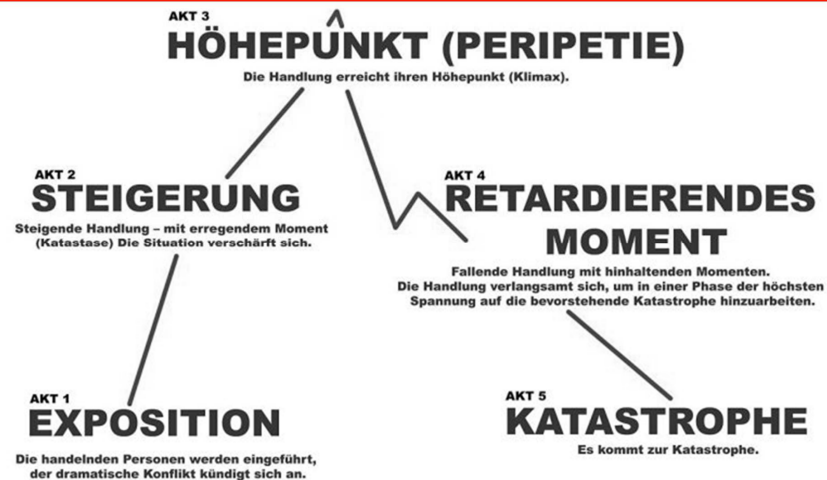 AKT 3
HÖHEPUNKT (PERIPETIE)
Die Handlung erreicht ihren Höhepunkt (Klimax).
AKT 2
STEIGERUNG
Steigende Handlung – mit erregendem Moment
(Katastase) Die Situation verschärft sich.
AKT 4
RETARDIERENDES
MOMENT
Fallende Handlung mit hinhaltenden Momenten.
Die Handlung verlangsamt sich, um in einer Phase der höchsten
Spannung auf die bevorstehende Katastrophe hinzuarbeiten.
AKT 1
EXPOSITION
Die handelnden Personen werden eingeführt,
der dramatische Konflikt kündigt sich an.
AKT 5
KATASTROPHE
Es kommt zur Katastrophe.